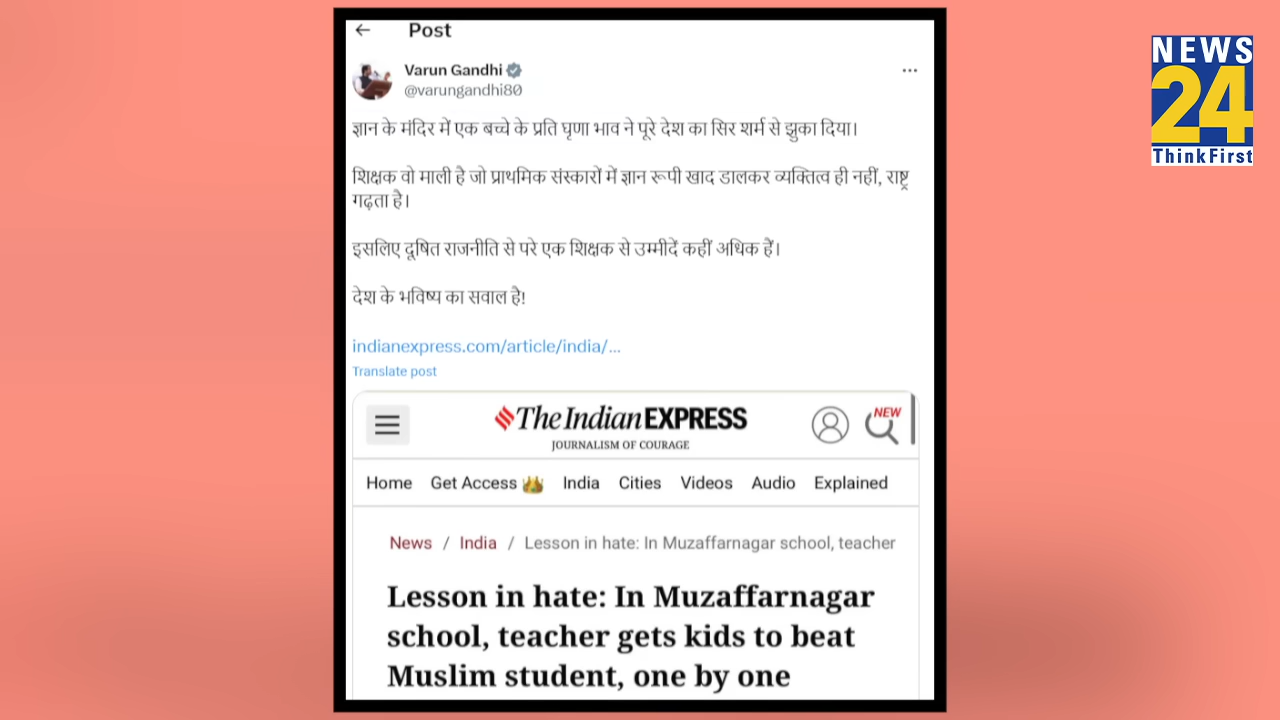 Post
Varun Gandhi
@varungandhi80
ज्ञान के मंदिर में एक बच्चे के प्रति घृणा भाव ने पूरे देश का सिर शर्म से झुका दिया।
शिक्षक वो माली है जो प्राथमिक संस्कारों में ज्ञान रूपी खाद डालकर व्यक्तित्व ही नहीं, राष्ट्र
गढ़ता है।
इसलिए दूषित राजनीति से परे एक शिक्षक से उम्मीदें कहीं अधिक हैं।
देश के भविष्य का सवाल है!
indianexpress.com/article/india/...
Translate post
The Indian EXPRESS
JOURNALISM OF COURAGE
NEW
Home Get Access India Cities Videos Audio Explained
News / India / Lesson in hate: In Muzaffarnagar school, teacher
Lesson in hate: In Muzaffarnagar
school, teacher gets kids to beat
Muslim student, one by one
NEWS
24
ThinkFirst